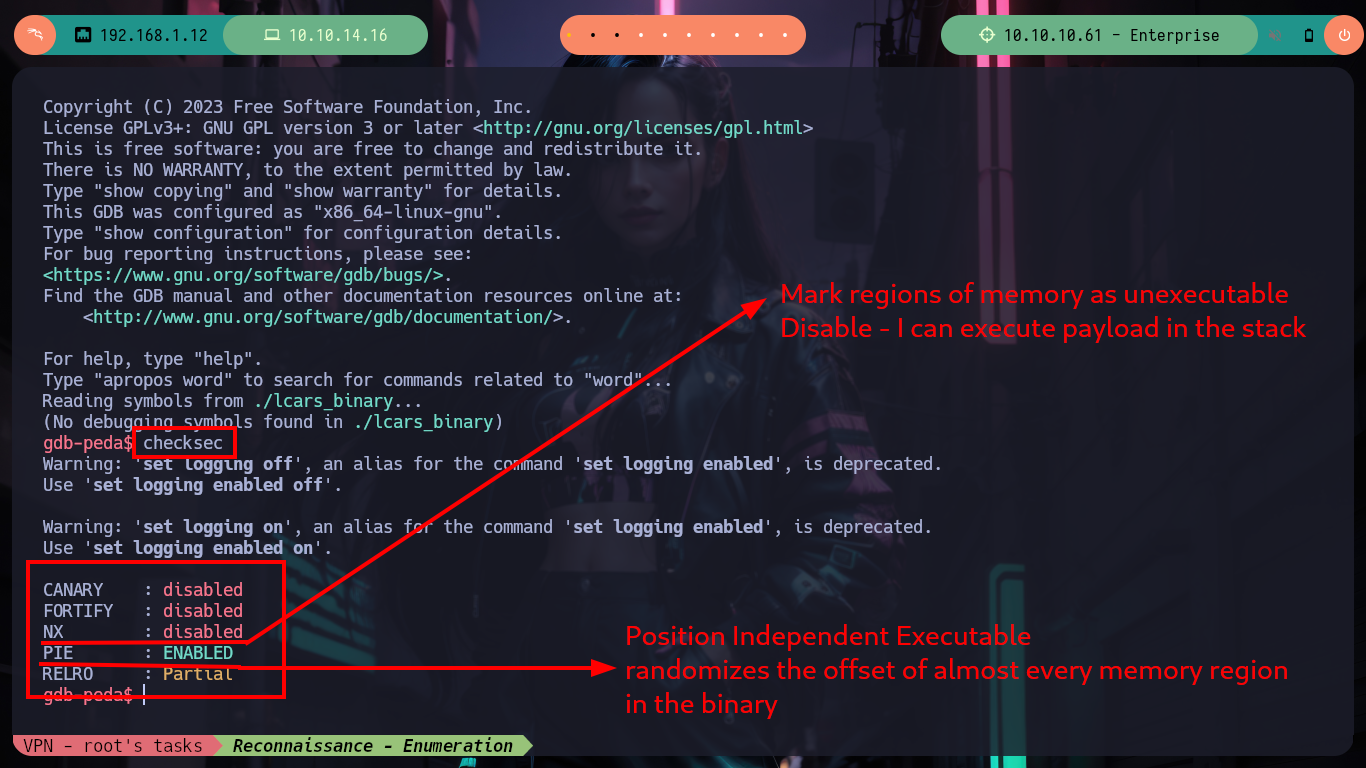 192.168.1.12
10.10.14.16
10.10.10.61 - Enterprise
Copyright (C) 2023 Free Software Foundation, Inc.
License GPLv3+: GNU GPL version 3 or later <http://gnu.org/licenses/gpl.html>
This is free software: you are free to change and redistribute it.
There is NO WARRANTY, to the extent permitted by law.
Type "show copying" and "show warranty" for details.
This GDB was configured as "x86_64-linux-gnu".
Type "show configuration" for configuration details.
For bug reporting instructions, please see:
<https://www.gnu.org/software/gdb/bugs/>.
Find the GDB manual and other documentation resources online at:
    <http://www.gnu.org/software/gdb/documentation/>.
Mark regions of memory as unexecutable
Disable - I can execute payload in the stack
For help, type "help".
Type "apropos word" to search for commands related to "word"...
Reading symbols from ./lcars_binary...
(No debugging symbols found in ./lcars_binary)
gdb-peda$ checksec
Warning: 'set logging off', an alias for the command 'set logging enabled', is deprecated.
Use 'set logging enabled off'.
Warning: 'set logging on', an alias for the command 'set logging enabled', is deprecated.
Use 'set logging enabled on'.
CANARY    : disabled
FORTIFY   : disabled
NX        : disabled
PIE       : ENABLED
RELRO     : Partial
gdb-peda$
Position Independent Executable
randomizes the offset of almost every memory region
in the binary
VPN - root's tasks
Reconnaissance - Enumeration